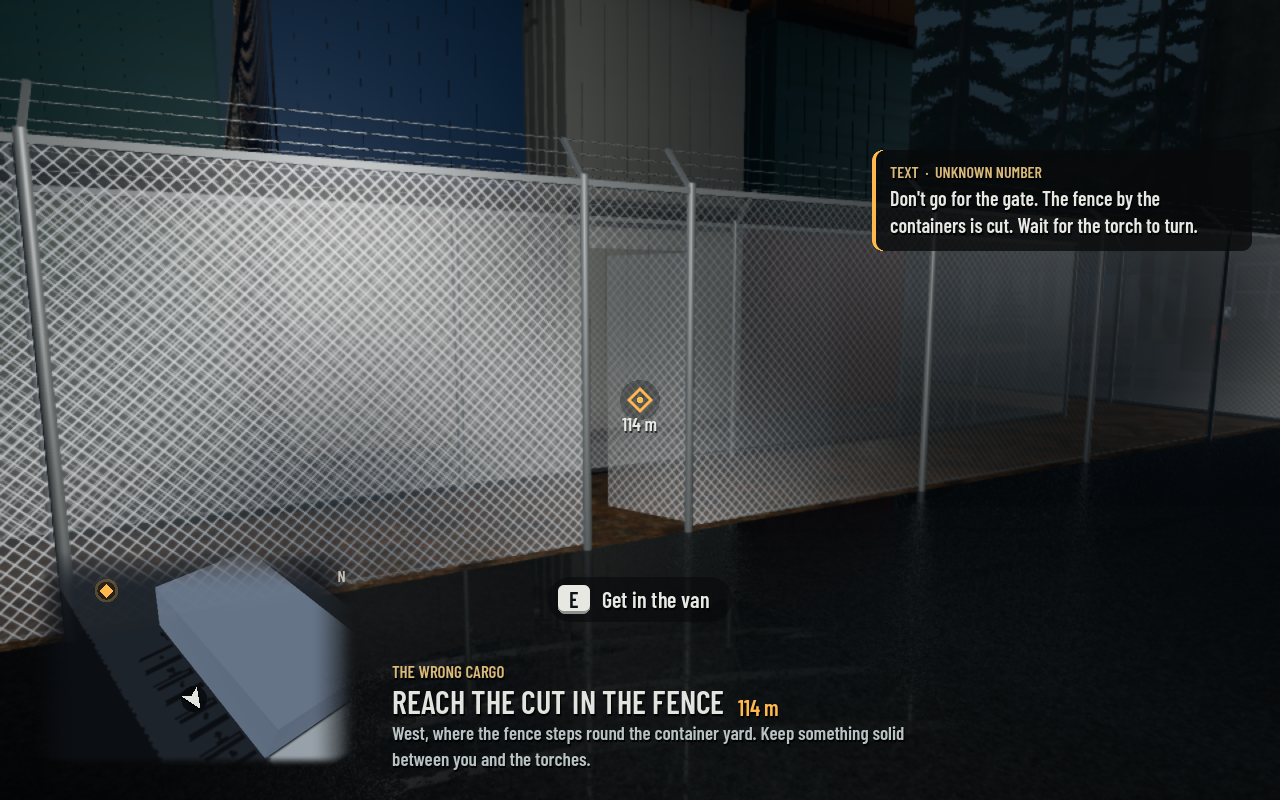 TEXT · UNKNOWN NUMBER
Don't go for the gate. The fence by the
containers is cut. Wait for the torch to turn.
114 m
N
E Get in the van
THE WRONG CARGO
REACH THE CUT IN THE FENCE 114 m
West, where the fence steps round the container yard. Keep something solid
between you and the torches.